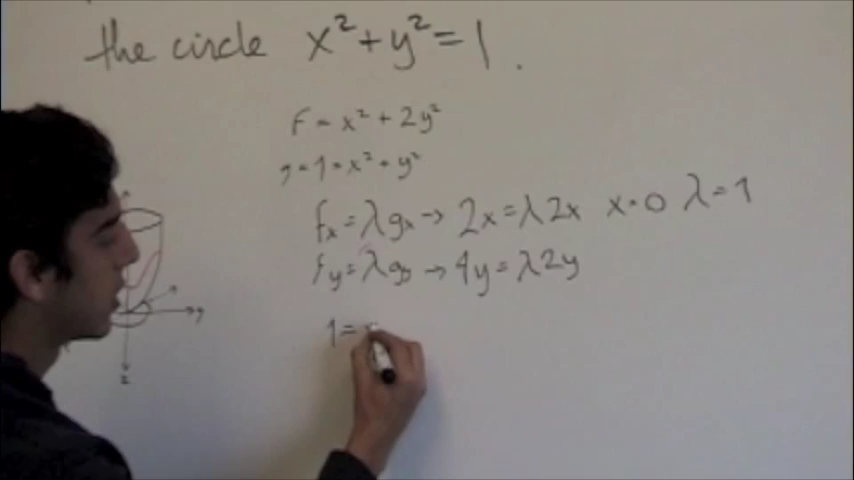 the circle x²+y²=1.
F = x² + 2y²
g = 1 = x² + y²
fx = λgx → 2x = λ2x x = 0 λ = 1
fy = λgy → 4y = λ2y
1 =
y
z